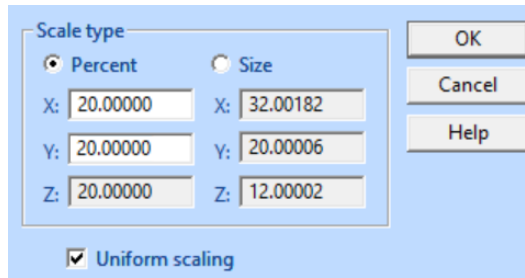 Scale type
OK
Percent Size
Cancel
X: 20.00000 X: 32.00182
Help
Y: 20.00000 Y: 20.00006
Z: 20.00000 Z: 12.00002
Uniform scaling